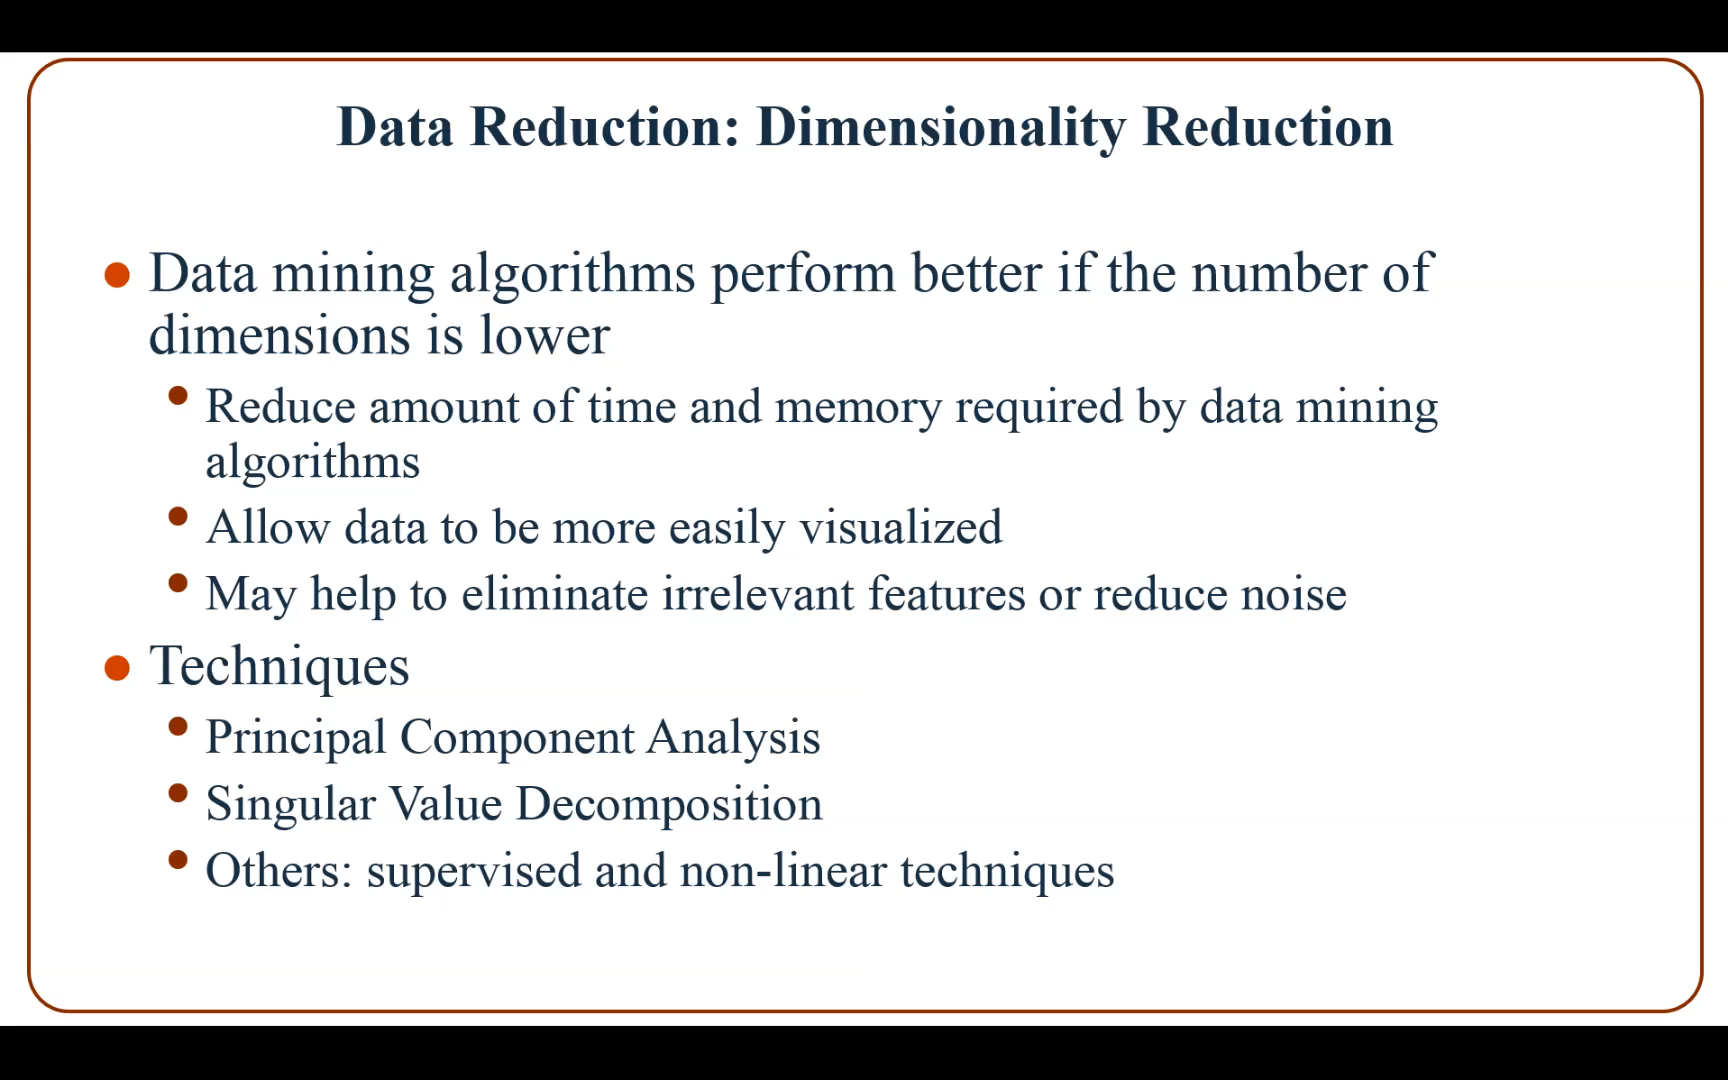 Data Reduction: Dimensionality Reduction
Data mining algorithms perform better if the number of
dimensions is lower
Reduce amount of time and memory required by data mining
algorithms
Allow data to be more easily visualized
May help to eliminate irrelevant features or reduce noise
Techniques
Principal Component Analysis
Singular Value Decomposition
Others: supervised and non-linear techniques